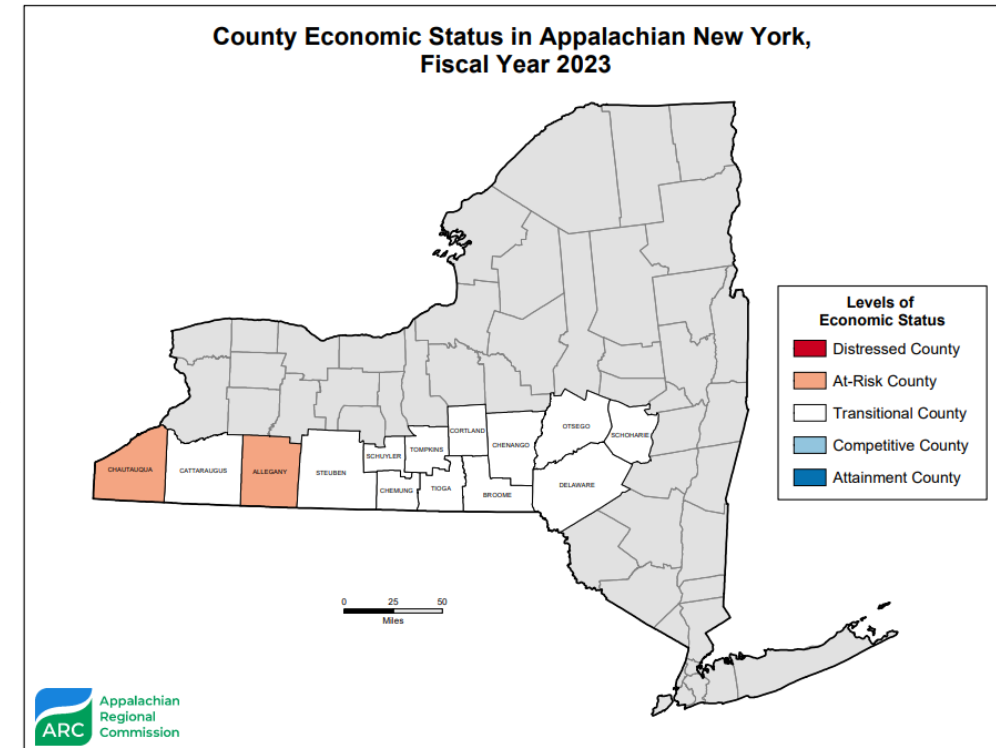 County Economic Status in Appalachian New York,
Fiscal Year 2023
Levels of
Economic Status
Distressed County
At-Risk County
Transitional County
Competitive County
Attainment County
CHAUTAUQUA
CATTARAUGUS
ALLEGANY
STEUBEN
SCHUYLER
CHEMUNG
TOMPKINS
TIOGA
CORTLAND
CHENANGO
BROOME
OTSEGO
SCHOHARIE
DELAWARE
0 25 50
Miles
ARC
Appalachian
Regional
Commission